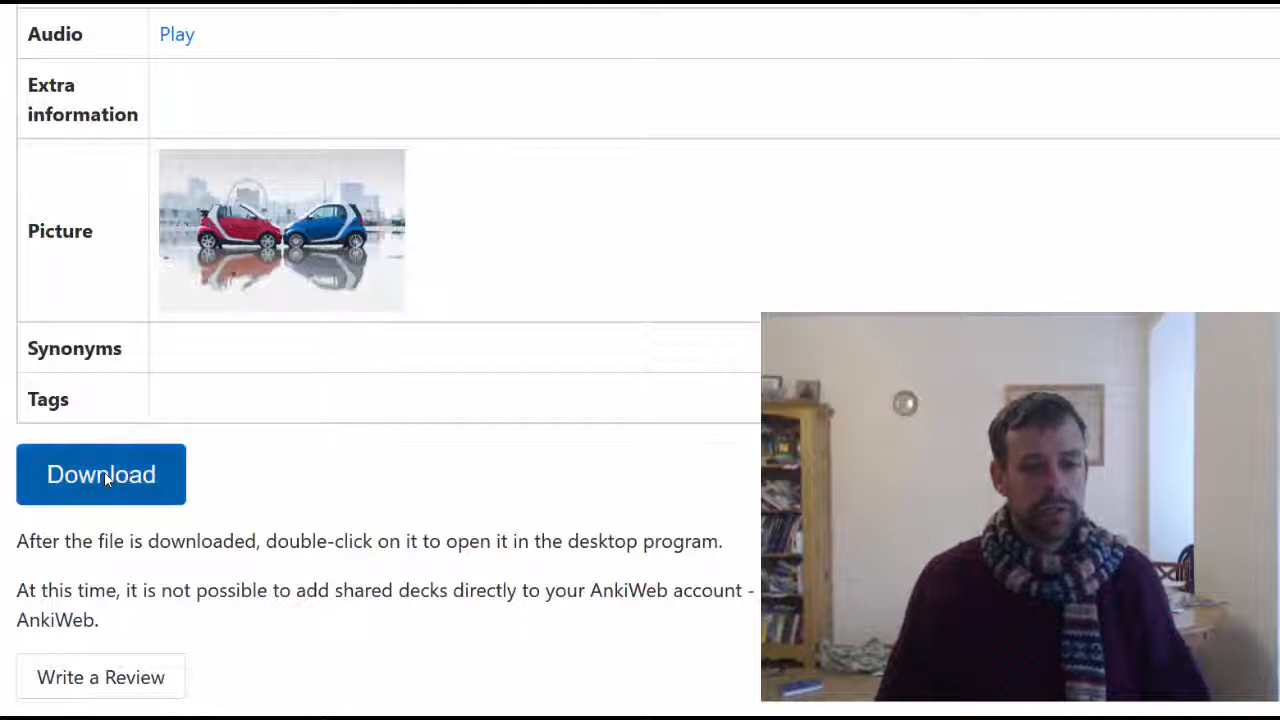 Audio
Play
Extra
information
Picture
Synonyms
Tags
Download
After the file is downloaded, double-click on it to open it in the desktop program.
At this time, it is not possible to add shared decks directly to your AnkiWeb account -
AnkiWeb.
Write a Review